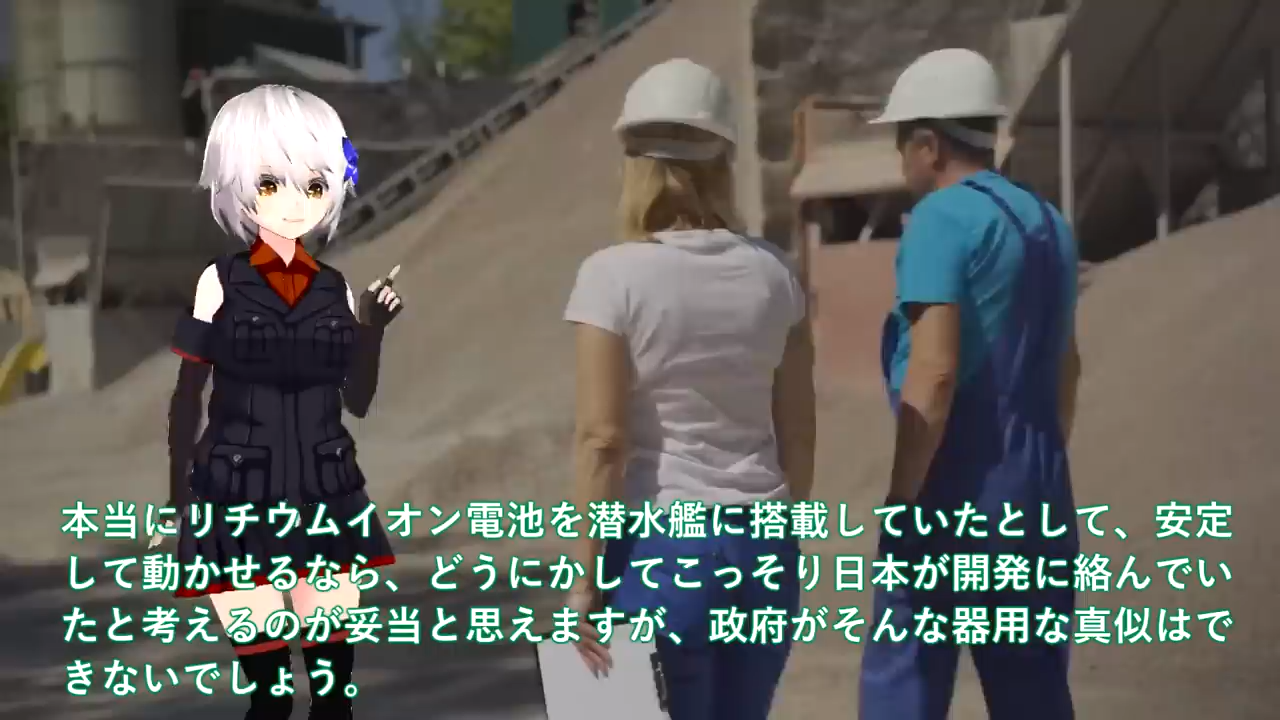 本当にリチウムイオン電池を潜水艦に搭載していたとして、安定
して動かせるなら、どうにかしてこっそり日本が開発に絡んでい
たと考えるのが妥当と思えますが、政府がそんな器用な真似はで
きないでしょう。